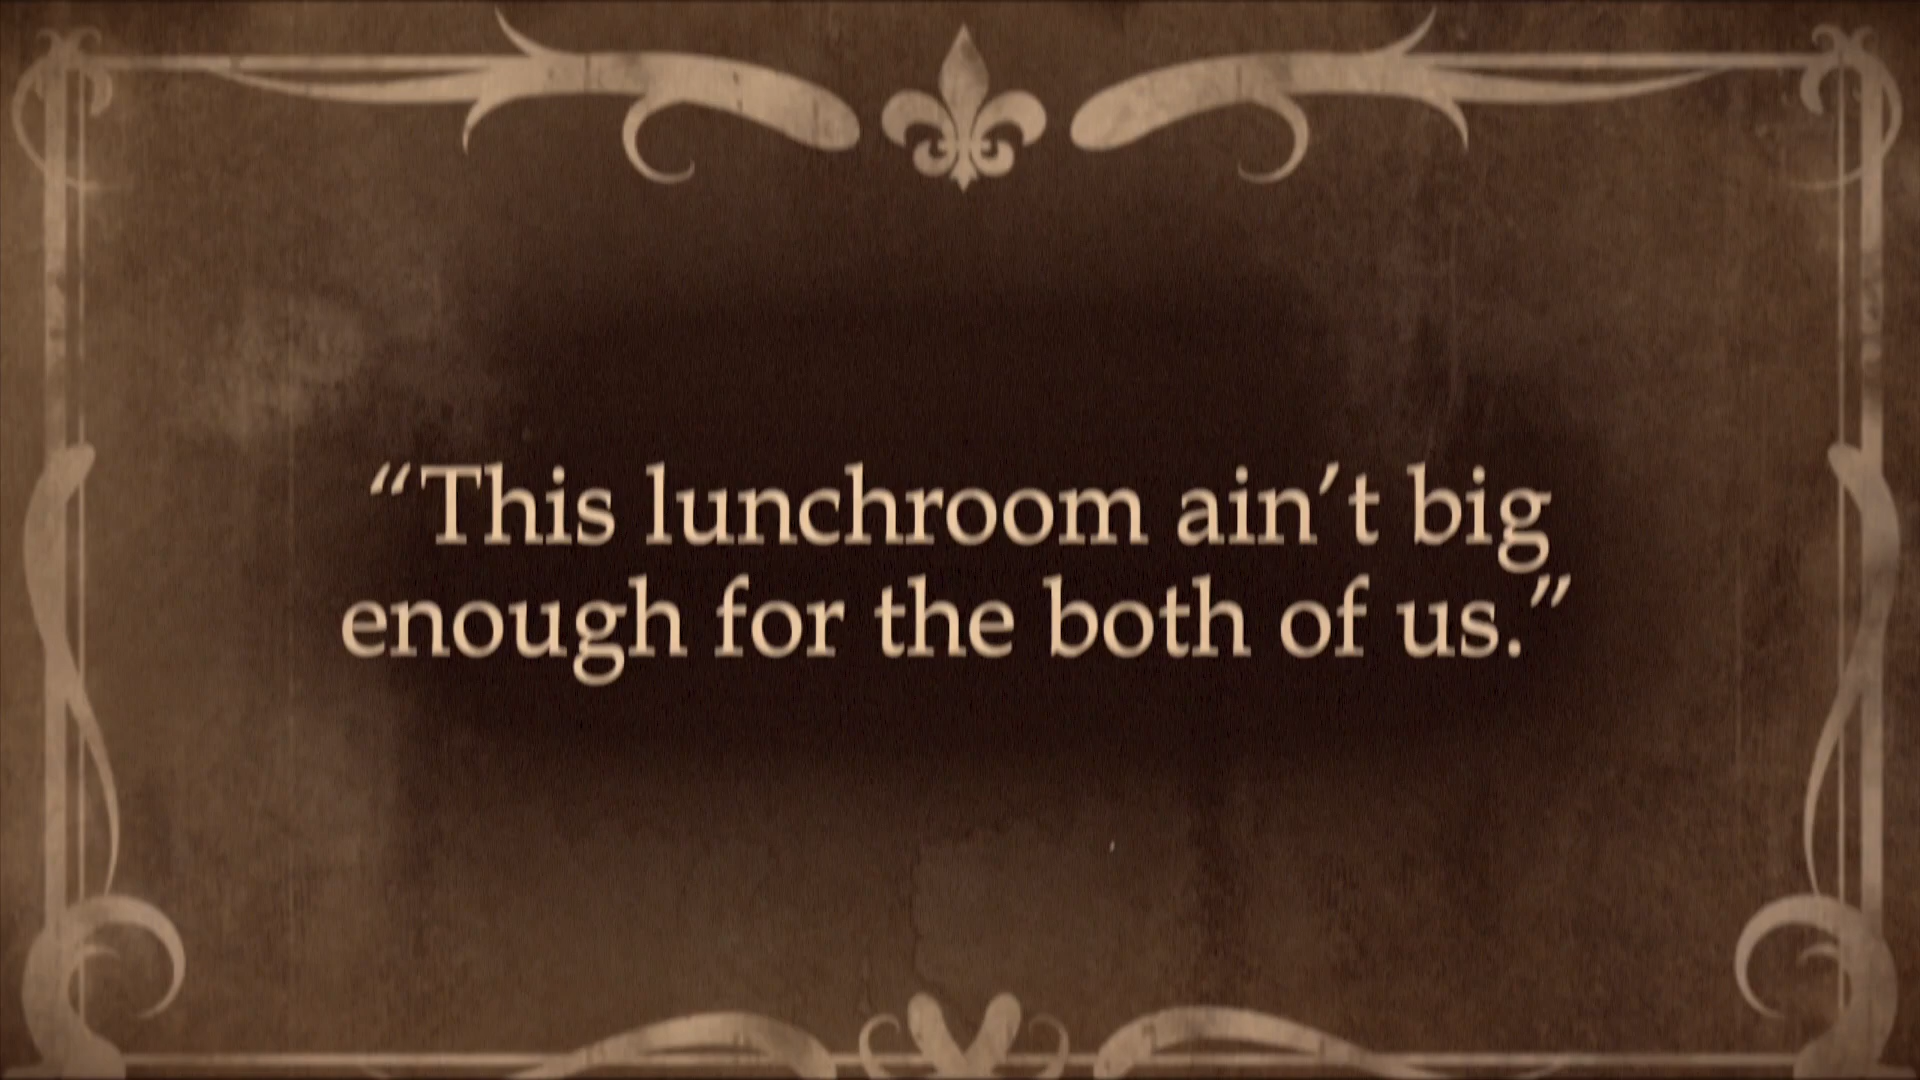 “This lunchroom ain’t big
enough for the both of us.”